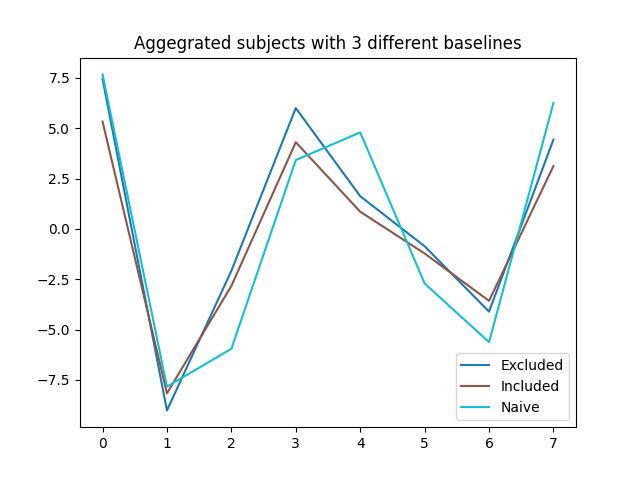 Aggegrated subjects with 3 different baselines
7.5
5.0
2.5
0.0
−2.5
−5.0
−7.5
Excluded
Included
Naive
0 1 2 3 4 5 6 7